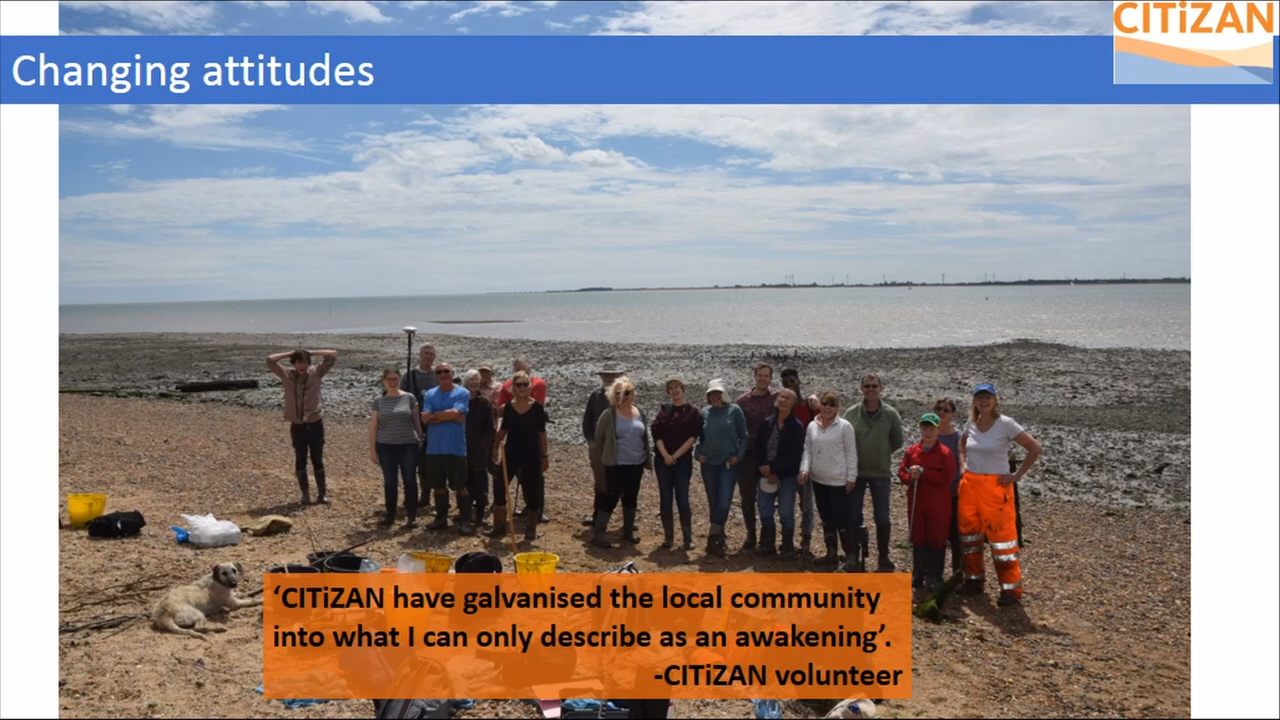 CITiZAN
Changing attitudes
‘CITiZAN have galvanised the local community
into what I can only describe as an awakening’.
-CITiZAN volunteer